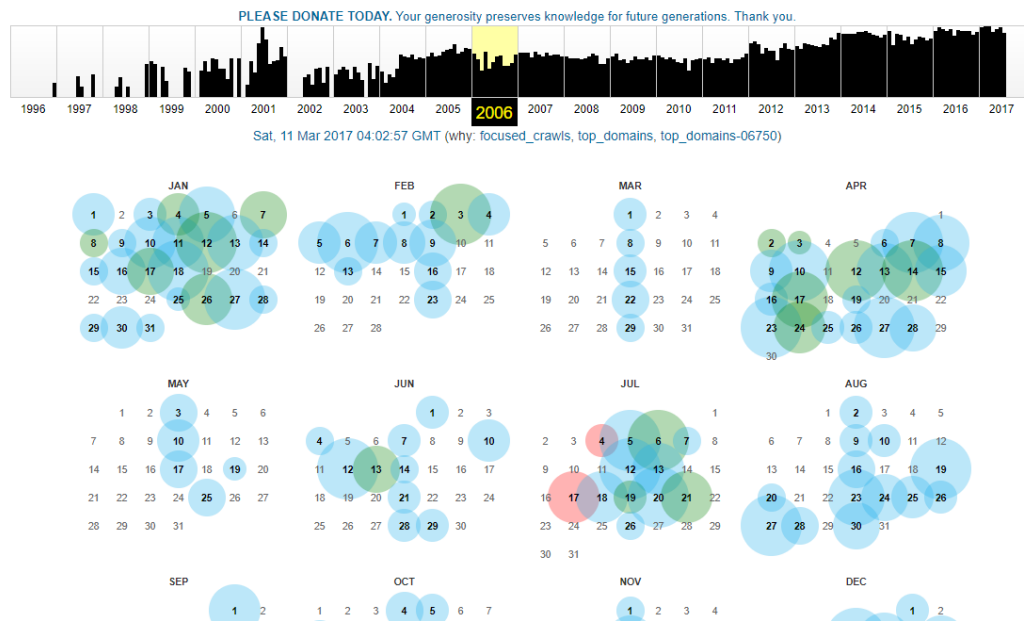 PLEASE DONATE TODAY. Your generosity preserves knowledge for future generations. Thank you.
1996 1997 1998 1999 2000 2001 2002 2003 2004 2005 2006 2007 2008 2009 2010 2011 2012 2013 2014 2015 2016 2017
Sat, 11 Mar 2017 04:02:57 GMT (why: focused_crawls, top_domains, top_domains-06750)
JAN FEB MAR APR
1 2 3 4 5 6 7 1 2 3 4 1 2 3 4 1
8 9 10 11 12 13 14 5 6 7 8 9 10 11 5 6 7 8 9 10 11 2 3 4 5 6 7 8
15 16 17 18 19 20 21 12 13 14 15 16 17 18 12 13 14 15 16 17 18 9 10 11 12 13 14 15
22 23 24 25 26 27 28 19 20 21 22 23 24 25 19 20 21 22 23 24 25 16 17 18 19 20 21 22
29 30 31 26 27 28 26 27 28 29 30 31 23 24 25 26 27 28 29
30
MAY JUN JUL AUG
1 2 3 4 5 6 1 2 3 1 1 2 3 4 5
7 8 9 10 11 12 13 4 5 6 7 8 9 10 2 3 4 5 6 7 8 6 7 8 9 10 11 12
14 15 16 17 18 19 20 11 12 13 14 15 16 17 9 10 11 12 13 14 15 13 14 15 16 17 18 19
21 22 23 24 25 26 27 18 19 20 21 22 23 24 16 17 18 19 20 21 22 20 21 22 23 24 25 26
28 29 30 31 25 26 27 28 29 30 23 24 25 26 27 28 29 27 28 29 30 31
30 31
SEP OCT NOV DEC
1 2 1 2 3 4 5 6 7 1 2 3 4 1 2